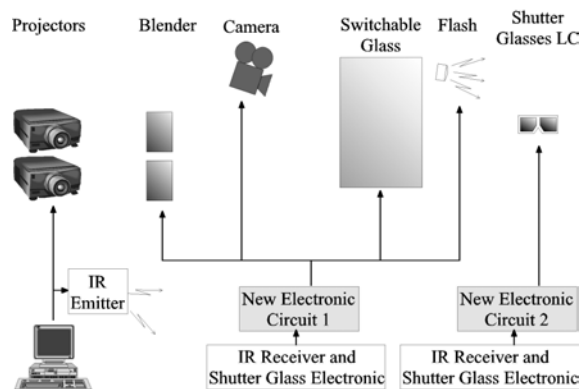 Projectors
Blender
Camera
Switchable
Glass
Flash
Shutter
Glasses LC
IR
Emitter
New Electronic
Circuit 1
New Electronic
Circuit 2
IR Receiver and
Shutter Glass Electronic
IR Receiver and
Shutter Glass Electronic